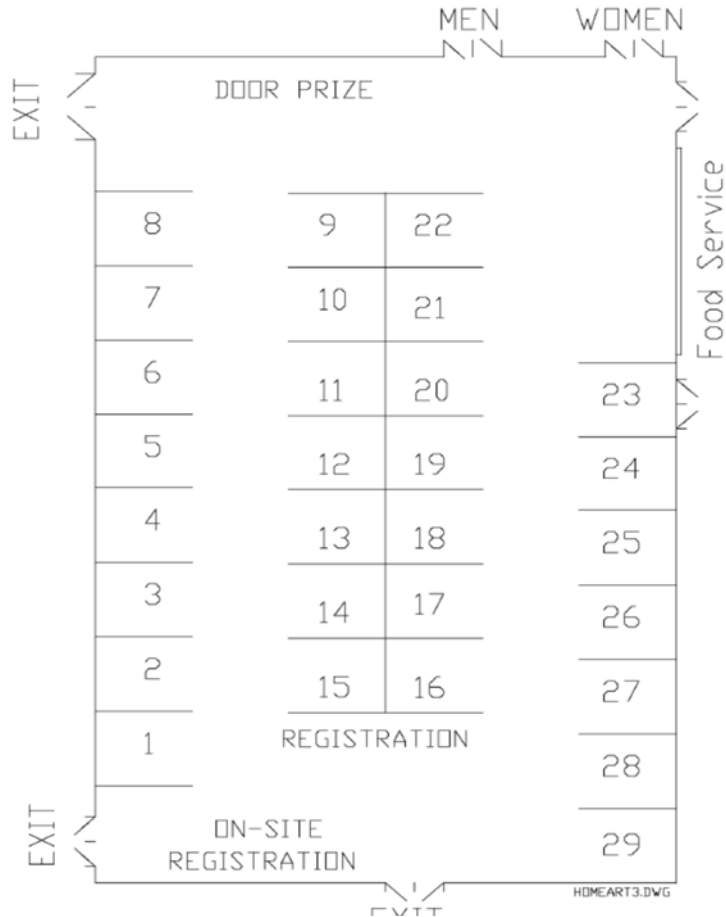 MEN WOMEN
EXIT
DOOR PRIZE
Food Service
8 9 22
7 10 21
6 11 20 23
5 12 19 24
4 13 18 25
3 14 17 26
2 15 16 27
1 REGISTRATION
28
EXIT
ON-SITE
REGISTRATION
29
HOMEART3.DWG
EXIT